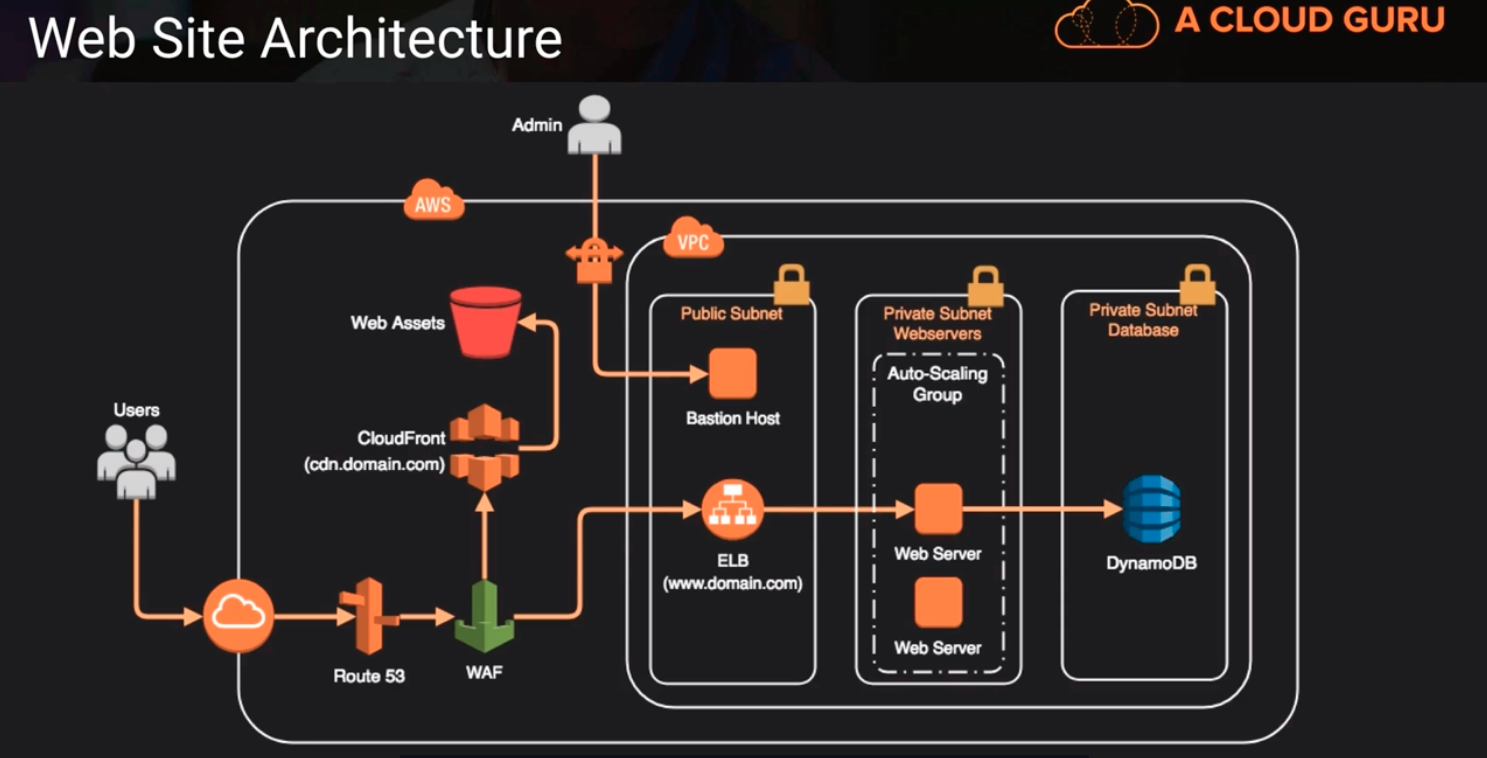 Web Site Architecture
A CLOUD GURU
Admin
AWS
VPC
Public Subnet
Private Subnet
Webservers
Private Subnet
Database
Web Assets
Auto-Scaling
Group
Bastion Host
Users
CloudFront
(cdn.domain.com)
ELB
(www.domain.com)
Web Server
DynamoDB
Web Server
Route 53
WAF